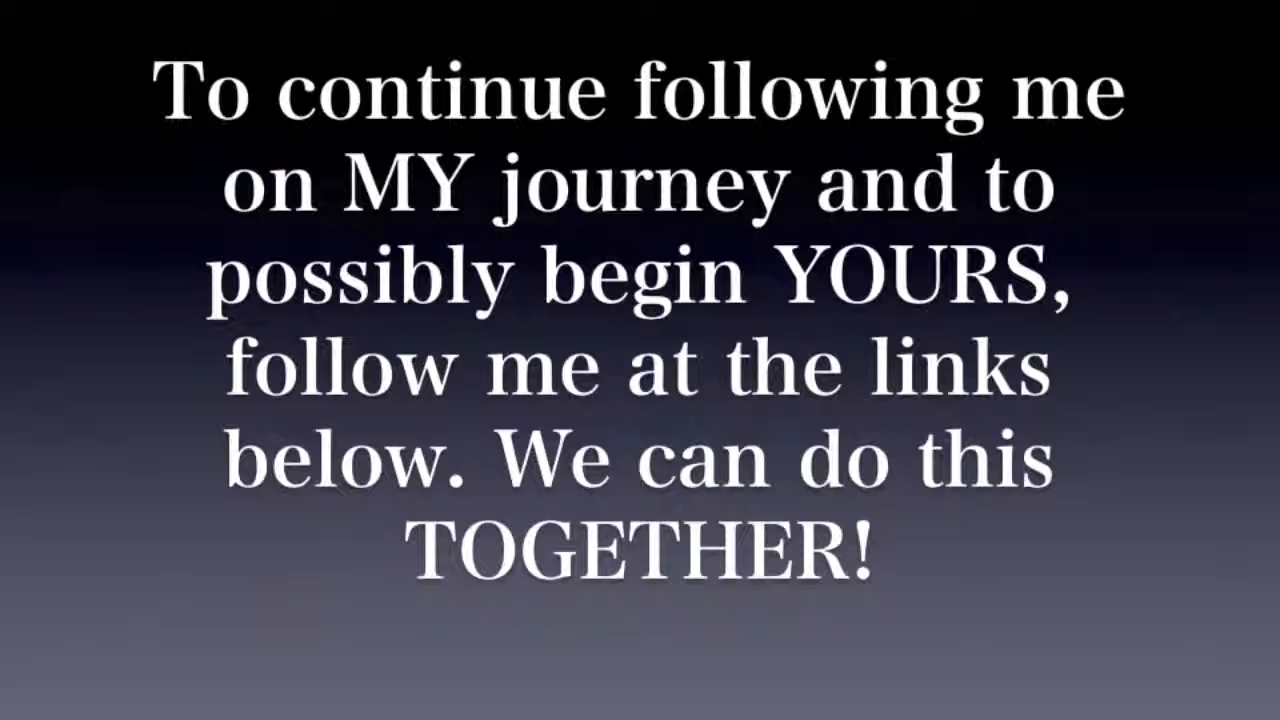 To continue following me
on MY journey and to
possibly begin YOURS,
follow me at the links
below. We can do this
TOGETHER!